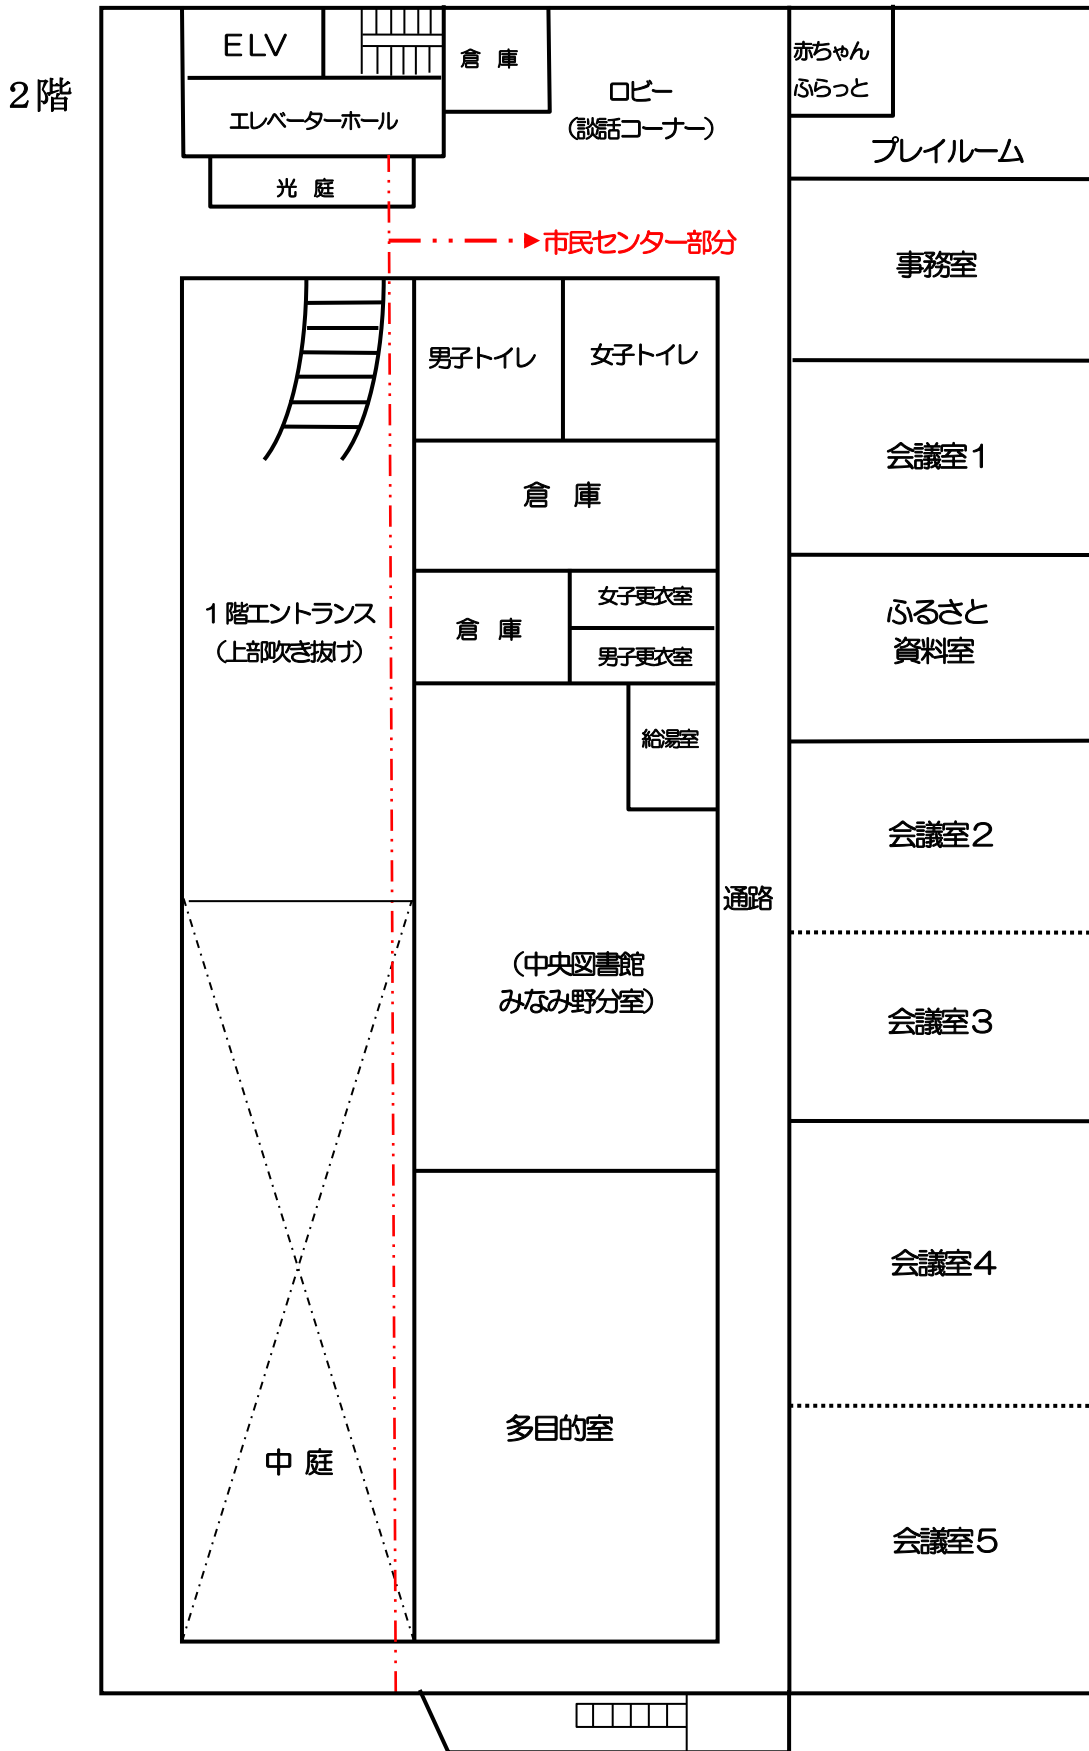 2階
ELV
倉 庫
エレベーターホール
光 庭
ロビー
(談話コーナー)
赤ちゃん
ふらっと
プレイルーム
市民センター部分
事務室
男子トイレ
女子トイレ
会議室1
倉 庫
倉 庫
女子更衣室
男子更衣室
1階エントランス
(上部吹き抜け)
ふるさと
資料室
給湯室
会議室2
通路
(中央図書館
みなみ野分室)
会議室3
会議室4
多目的室
中 庭
会議室5